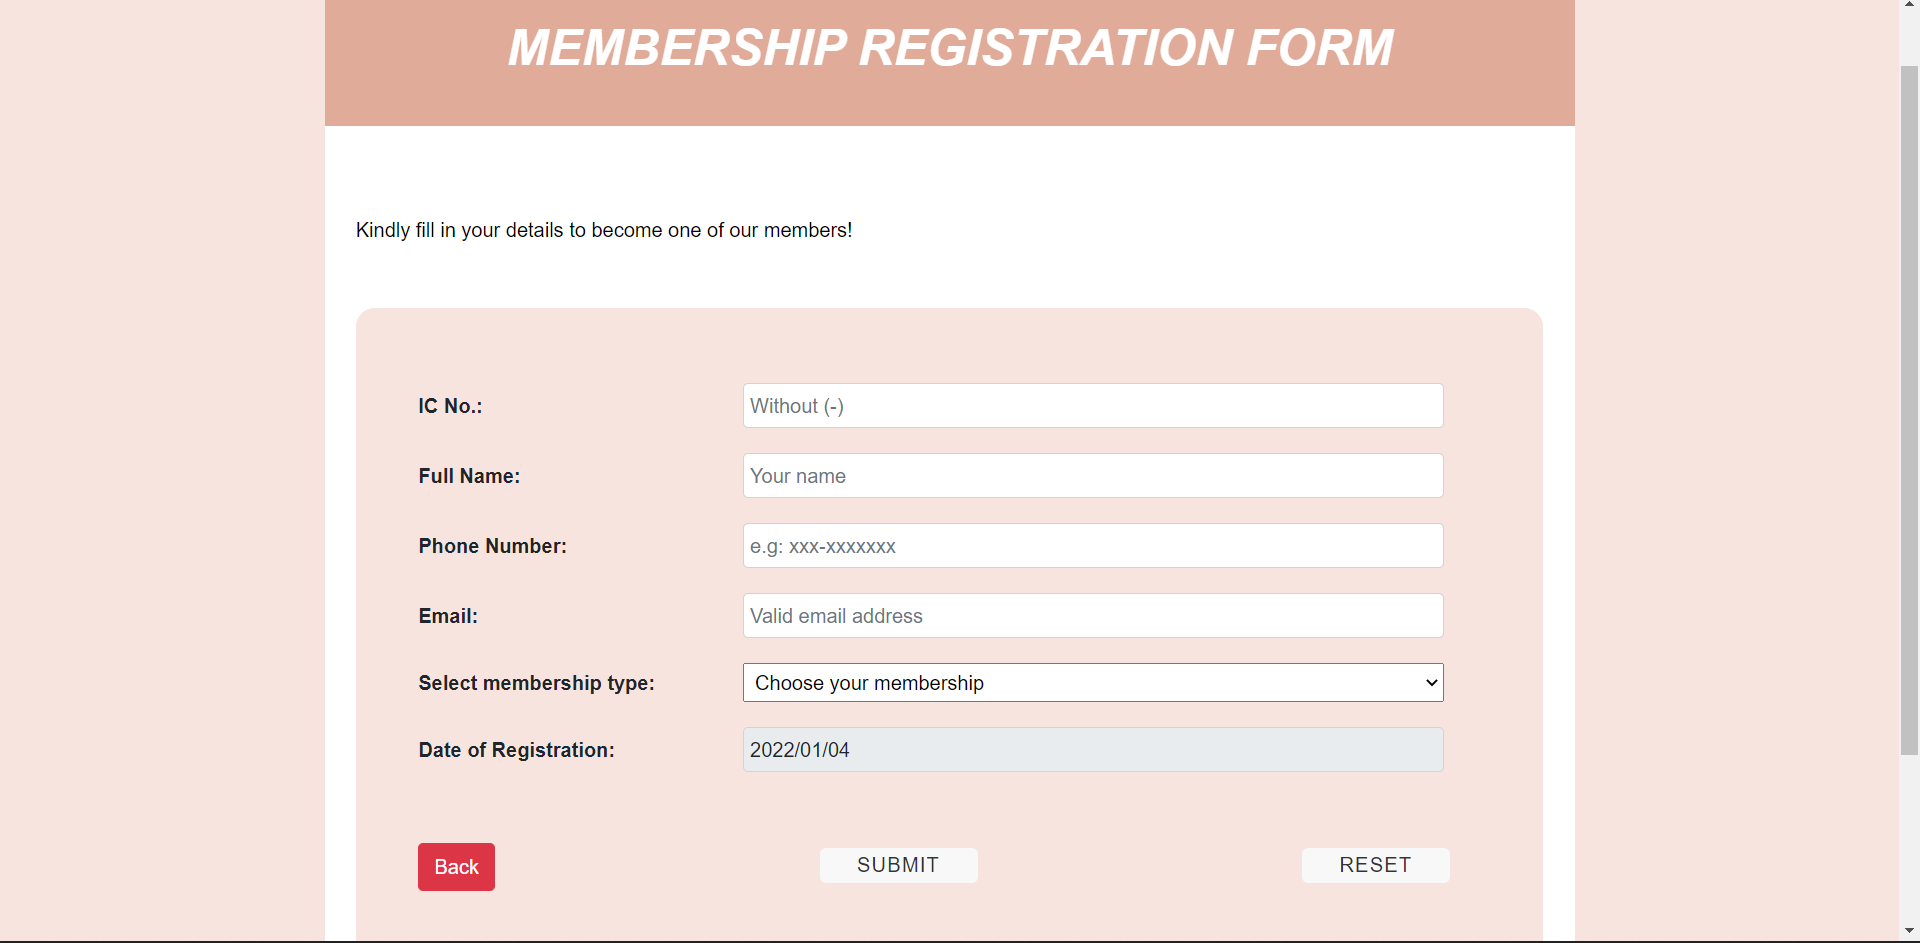 MEMBERSHIP REGISTRATION FORM
Kindly fill in your details to become one of our members!
IC No.: Without (-)
Full Name: Your name
Phone Number: e.g: xxx-xxxxxxx
Email: Valid email address
Select membership type: Choose your membership
Date of Registration: 2022/01/04
Back SUBMIT RESET